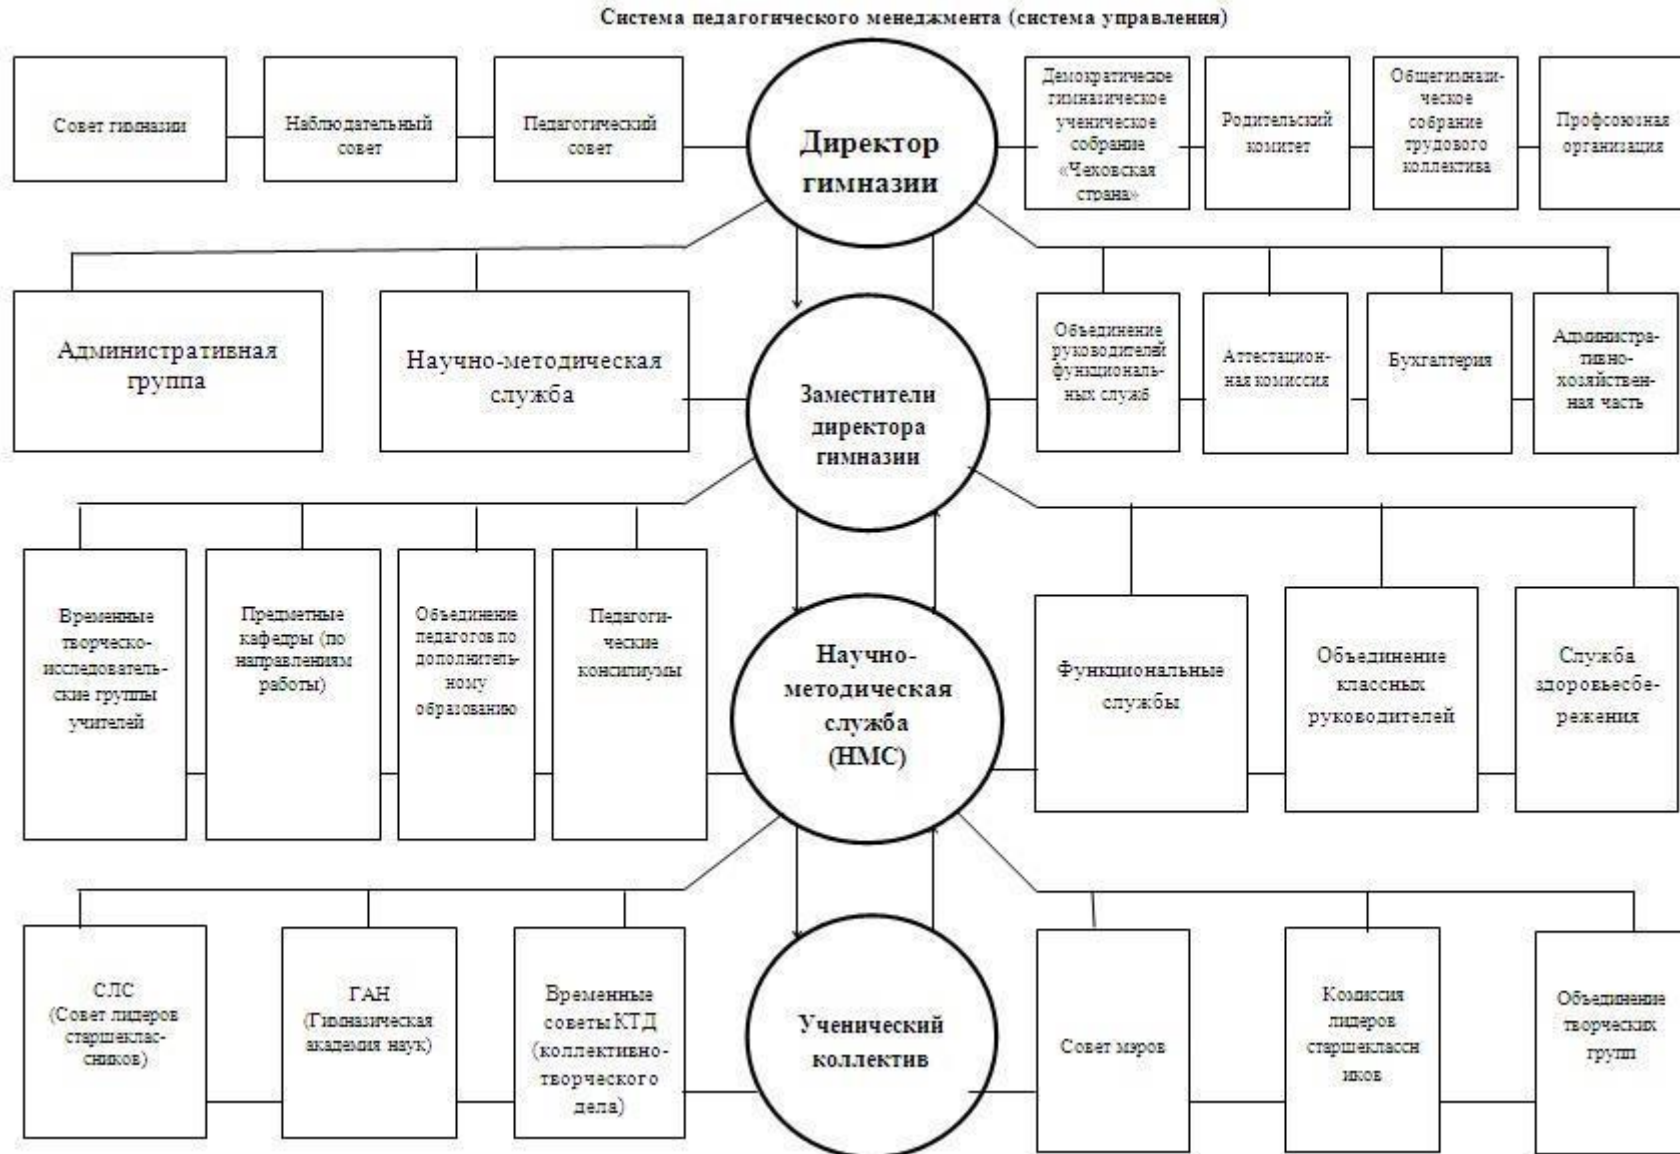 Система педагогического менеджмента (система управления)
Совет гимназии
Наблюдательный
совет
Педагогический
совет
Директор
гимназии
Демократическое
гимназическое
ученическое
собрание
«Чеховская
страна»
Родительский
комитет
Общегимнази-
ческое
собрание
трудового
коллектива
Профсоюзная
организация
Административная
группа
Научно-методическая
служба
Заместители
директора
гимназии
Объединение
руководителей
функциональ-
ных служб
Аттестацион-
ная комиссия
Бухгалтерия
Администра-
тивно-
хозяйствен-
ная часть
Временные
творческо-
исследователь-
ские группы
учителей
Предметные
кафедры (по
направлениям
работы)
Объединение
педагогов по
дополнитель-
ному
образованию
Педагоги-
ческие
консилиумы
Научно-
методическая
служба
(НМС)
Функциональные
службы
Объединение
классных
руководителей
Служба
здоровьесбе-
режения
СЛС
(Совет лидеров
старшеклас-
сников)
ГАН
(Гимназическая
академия наук)
Временные
советы КТД
(коллективно-
творческого
дела)
Ученический
коллектив
Совет мэров
Комиссия
лидеров
старшеклассн
иков
Объединение
творческих
групп